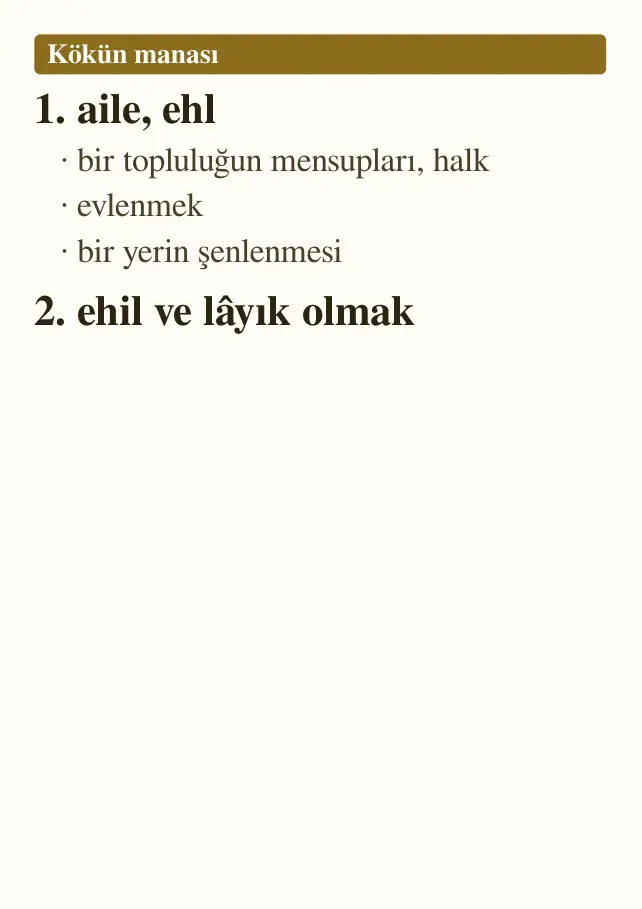 Kökün manası
1. aile, ehl
· bir topluluğun mensupları, halk
· evlenmek
· bir yerin şenlenmesi
2. ehil ve lâyık olmak